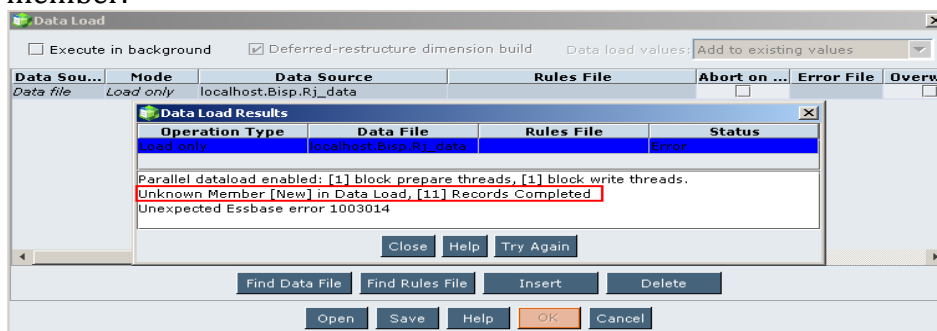 member.
Data Load
Execute in background Deferred-restructure dimension build Data load values: Add to existing values
Data Sou... Mode Data Source Rules File Abort on ... Error File Overw
Data file Load only localhost.Bisp.Rj_data
Data Load Results
Operation Type Data File Rules File Status
Load only localhost.Bisp.Rj_data Error
Parallel dataload enabled: [1] block prepare threads, [1] block write threads.
Unknown Member [New] in Data Load, [11] Records Completed
Unexpected Essbase error 1003014
Close Help Try Again
Find Data File Find Rules File Insert Delete
Open Save Help OK Cancel